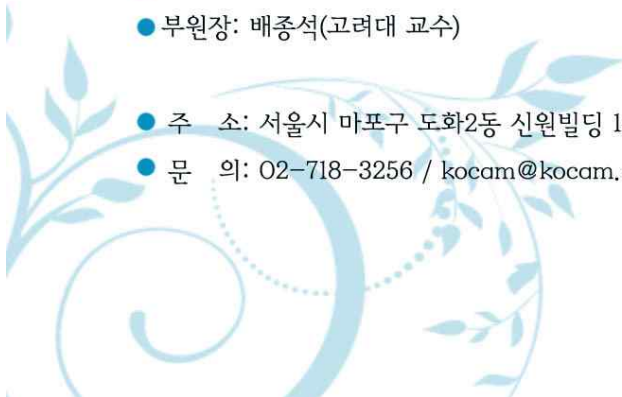 부원장: 배종석(고려대 교수)
주 소: 서울시 마포구 도화2동 신원빌딩 1
문 의: 02-718-3256 / kocam@kocam.